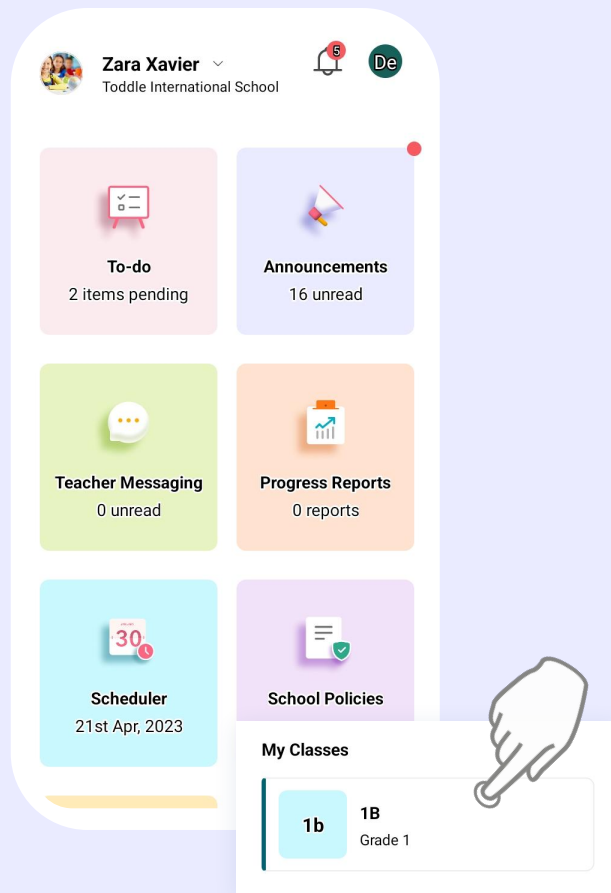 Zara Xavier
5
De
Toddle International School
To-do
2 items pending
Announcements
16 unread
Teacher Messaging
0 unread
Progress Reports
0 reports
30
Scheduler
21st Apr, 2023
School Policies
My Classes
1b
1B
Grade 1